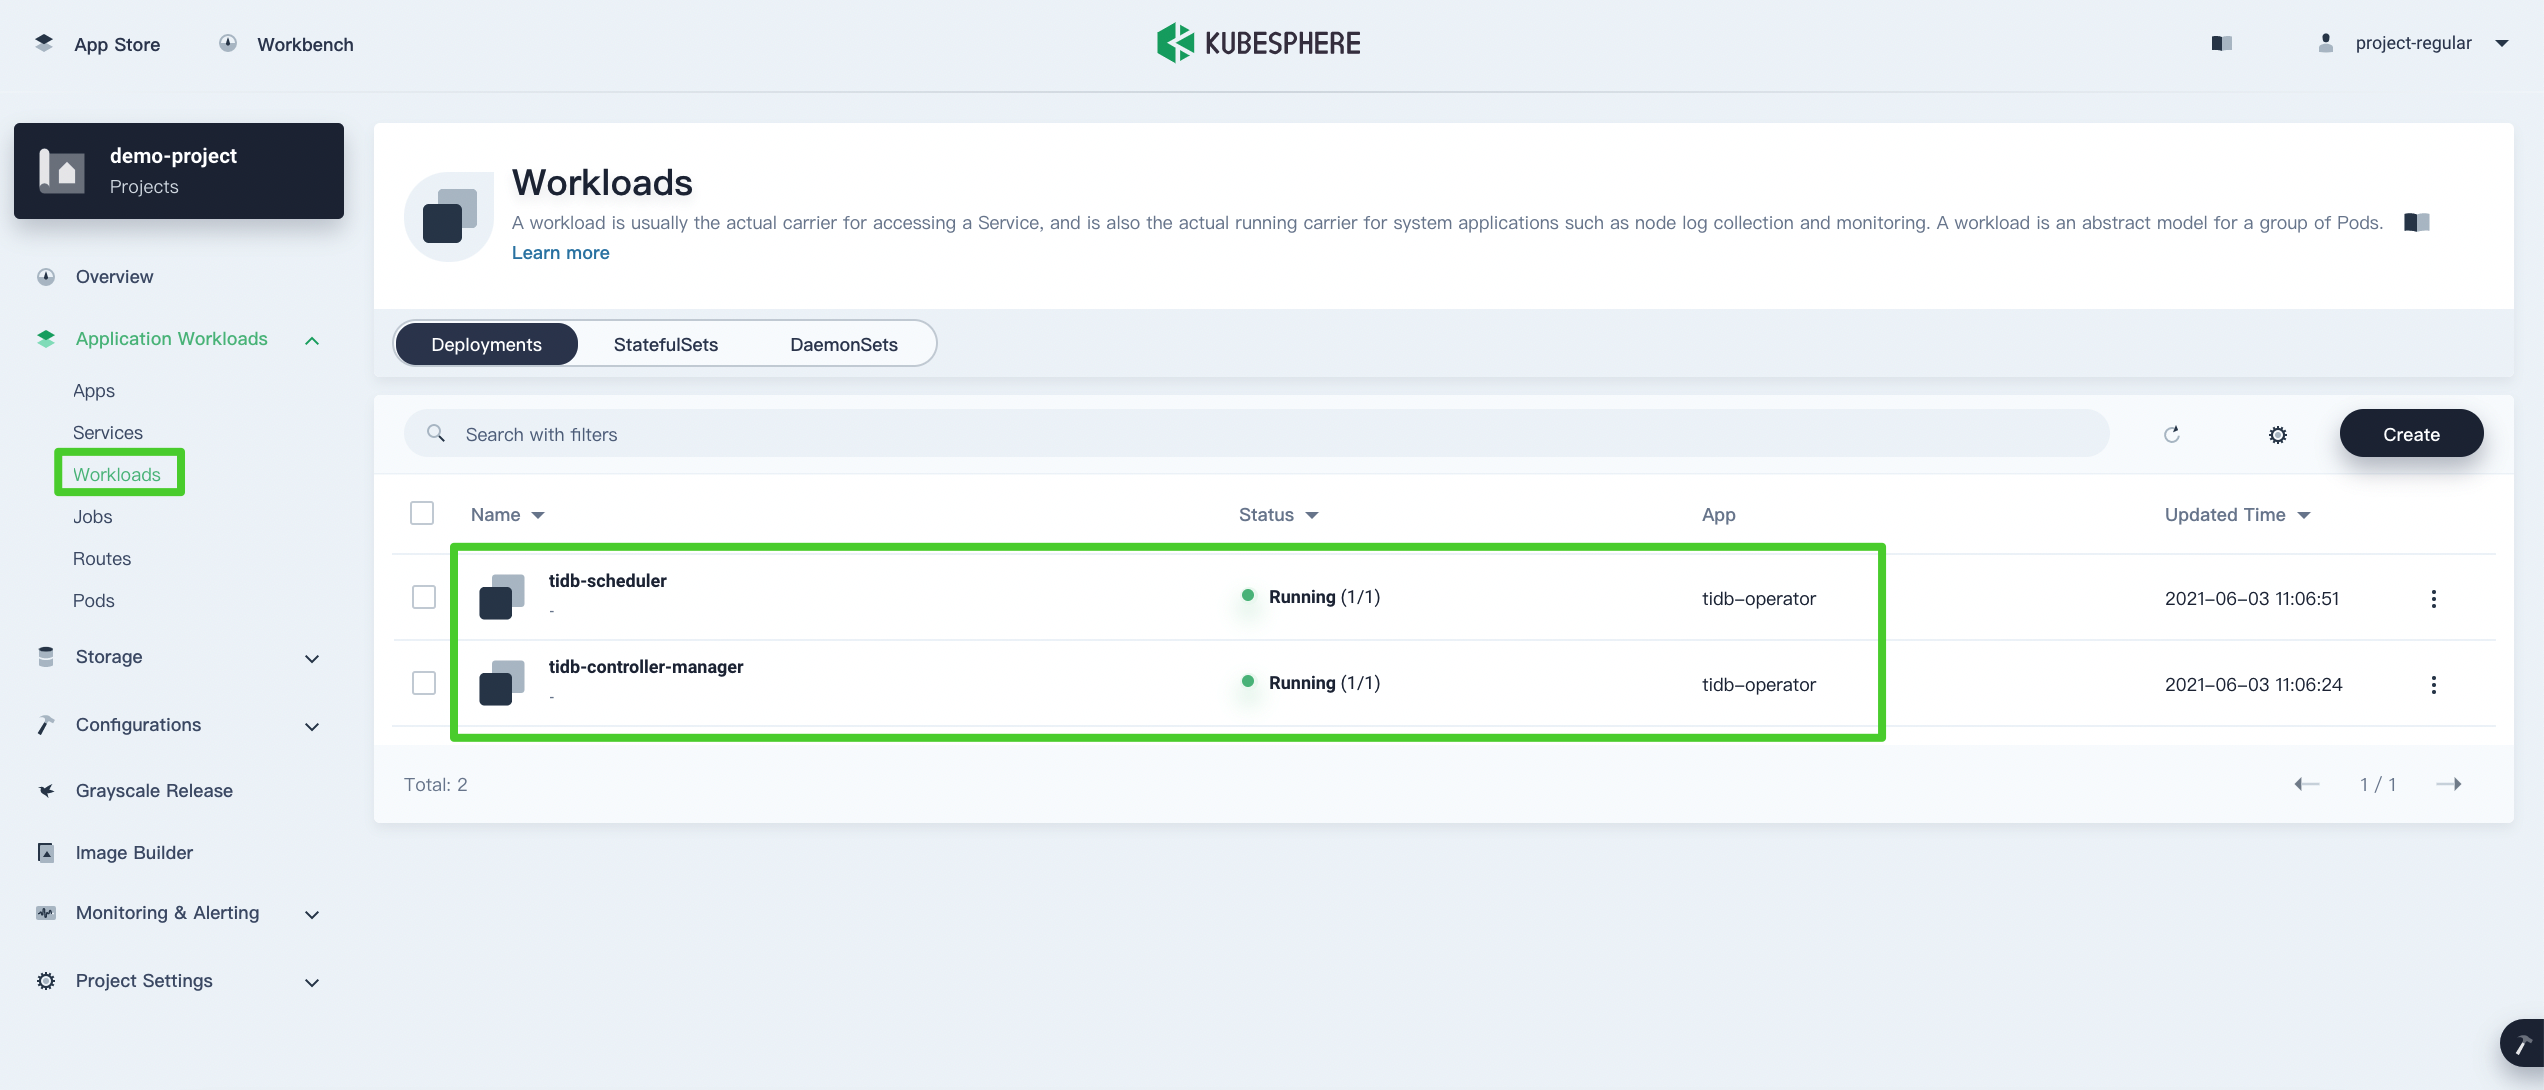 App Store
Workbench
KUBESPHERE
project-regular
demo-project
Projects
Overview
Application Workloads
Apps
Services
Workloads
Jobs
Routes
Pods
Storage
Configurations
Grayscale Release
Image Builder
Monitoring & Alerting
Project Settings
Workloads
A workload is usually the actual carrier for accessing a Service, and is also the actual running carrier for system applications such as node log collection and monitoring. A workload is an abstract model for a group of Pods.
Learn more
Deployments StatefulSets DaemonSets
Search with filters
Create
Name Status App Updated Time
tidb-scheduler
-
Running (1/1) tidb-operator 2021-06-03 11:06:51
tidb-controller-manager
-
Running (1/1) tidb-operator 2021-06-03 11:06:24
Total: 2
1 / 1